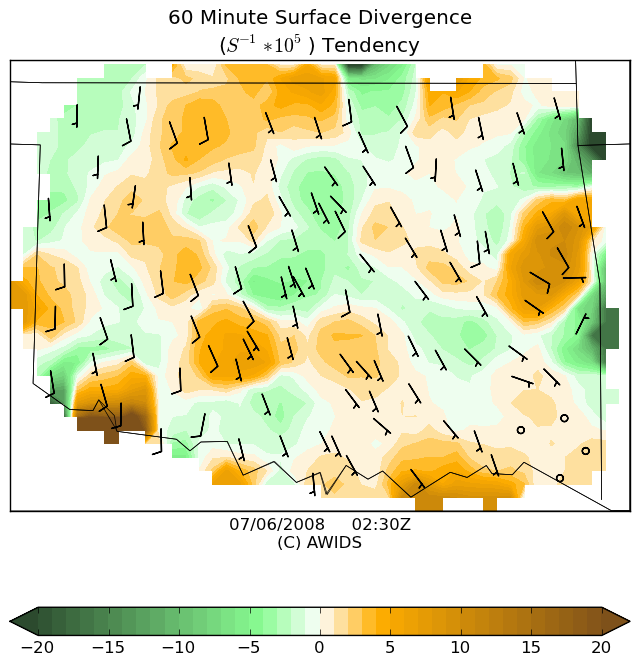 60 Minute Surface Divergence
(S⁻¹ *10⁵ ) Tendency
07/06/2008 02:30Z
(C) AWIDS
−20 −15 −10 −5 0 5 10 15 20